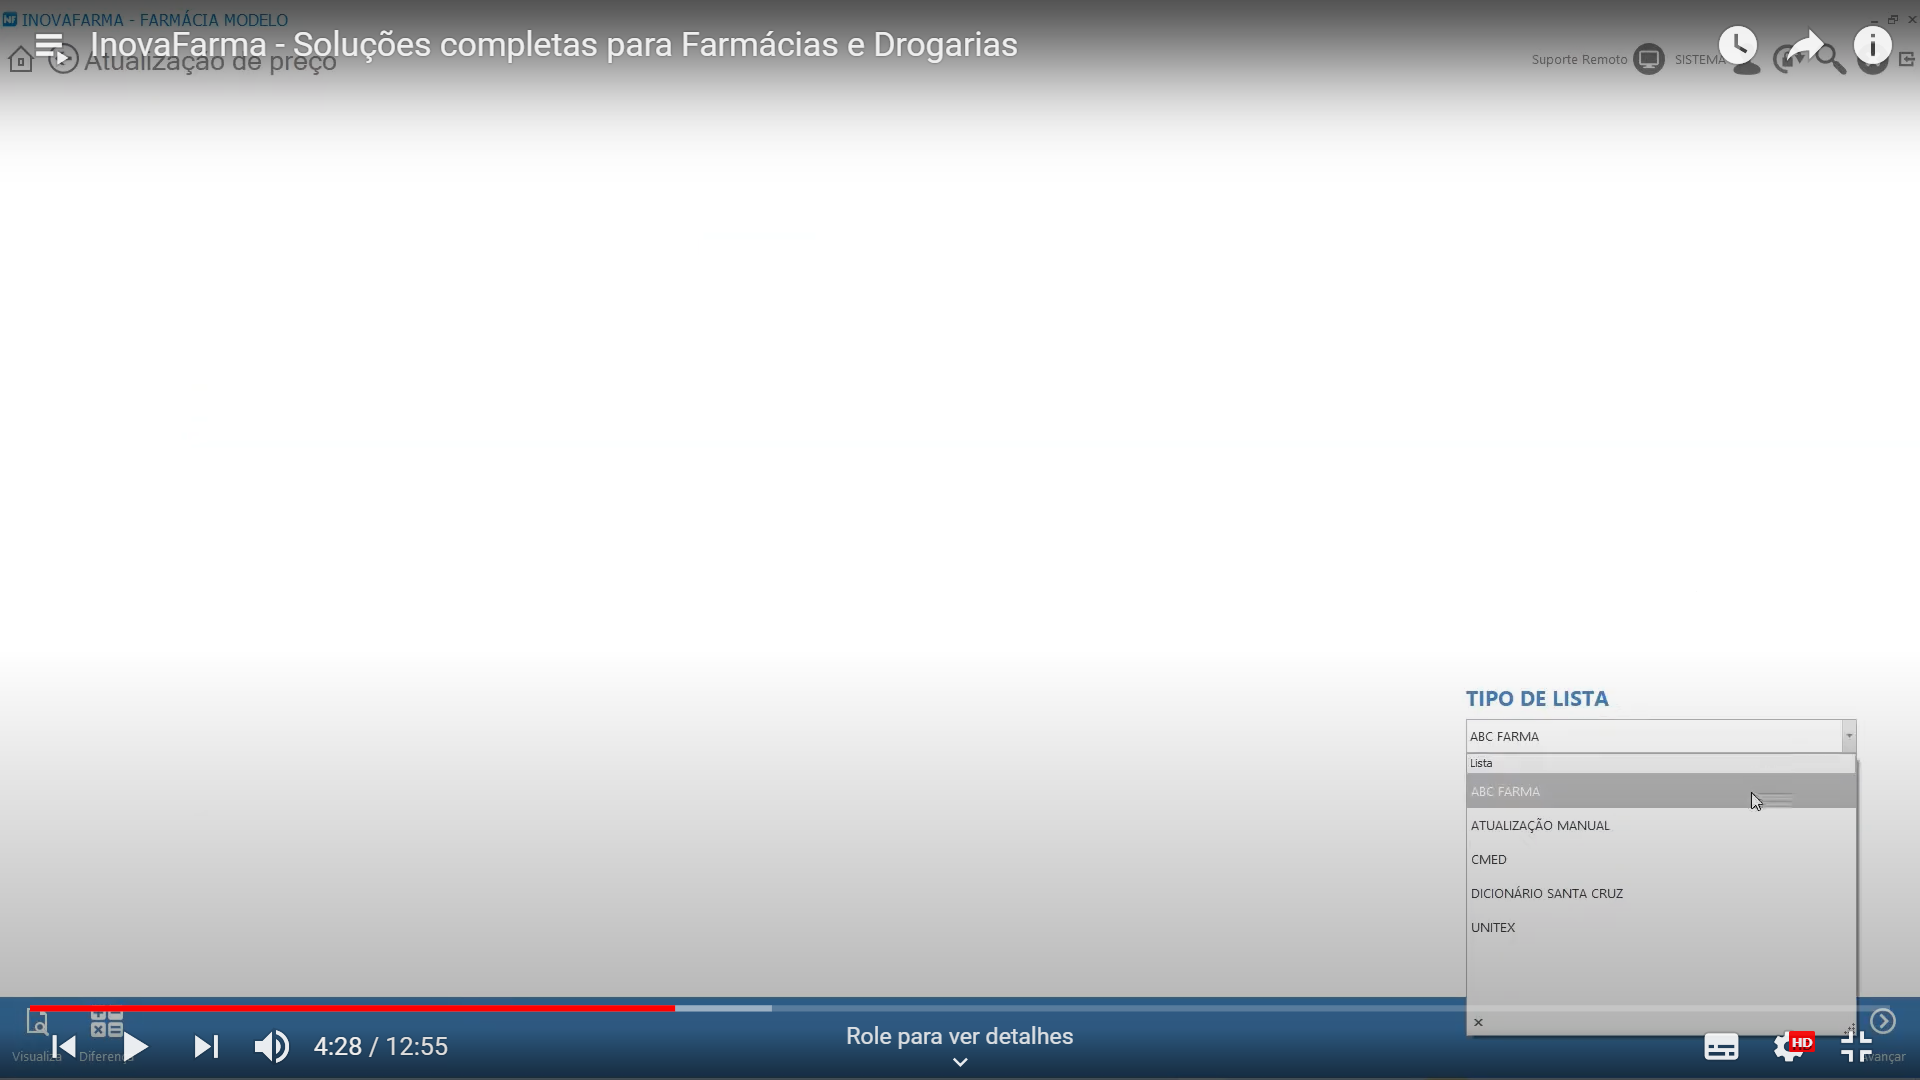 INOVAFARMA - FARMÁCIA MODELO
InovaFarma - Soluções completas para Farmácias e Drogarias
Atualização de preço
Suporte Remoto
SISTEMA
TIPO DE LISTA
ABC FARMA
Lista
ABC FARMA
ATUALIZAÇÃO MANUAL
CMED
DICIONÁRIO SANTA CRUZ
UNITEX
Visualiza
Diferenç
4:28 / 12:55
Role para ver detalhes
HD
Avançar